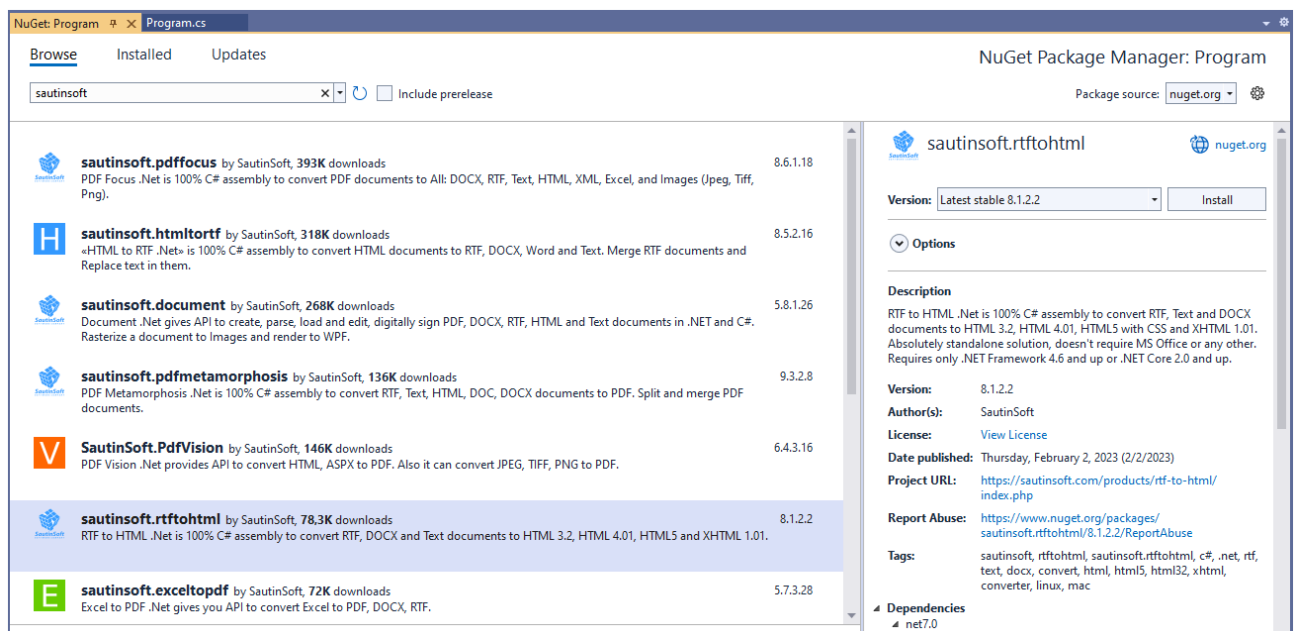 NuGet: Program
Program.cs
Browse
Installed
Updates
NuGet Package Manager: Program
sautinsoft
Include prerelease
Package source:
nuget.org
sautinsoft.pdffocus by SautinSoft, 393K downloads
8.6.1.18
PDF Focus .Net is 100% C# assembly to convert PDF documents to All: DOCX, RTF, Text, HTML, XML, Excel, and Images (Jpeg, Tiff,
Png).
SautinSoft
H
sautinsoft.htmltortf by SautinSoft, 318K downloads
8.5.2.16
«HTML to RTF .Net» is 100% C# assembly to convert HTML documents to RTF, DOCX, Word and Text. Merge RTF documents and
Replace text in them.
sautinsoft.document by SautinSoft, 268K downloads
5.8.1.26
Document .Net gives API to create, parse, load and edit, digitally sign PDF, DOCX, RTF, HTML and Text documents in .NET and C#.
Rasterize a document to Images and render to WPF.
SautinSoft
sautinsoft.pdfmetamorphosis by SautinSoft, 136K downloads
9.3.2.8
PDF Metamorphosis .Net is 100% C# assembly to convert RTF, Text, HTML, DOC, DOCX documents to PDF. Split and merge PDF
documents.
SautinSoft
V
SautinSoft.PdfVision by SautinSoft, 146K downloads
6.4.3.16
PDF Vision .Net provides API to convert HTML, ASPX to PDF. Also it can convert JPEG, TIFF, PNG to PDF.
sautinsoft.rtftohtml by SautinSoft, 78,3K downloads
8.1.2.2
RTF to HTML .Net is 100% C# assembly to convert RTF, DOCX and Text documents to HTML 3.2, HTML 4.01, HTML5 and XHTML 1.01.
SautinSoft
E
sautinsoft.exceltopdf by SautinSoft, 72K downloads
5.7.3.28
Excel to PDF .Net gives you API to convert Excel to PDF, DOCX, RTF.
SautinSoft
sautinsoft.rtftohtml
nuget.org
Version:
Latest stable 8.1.2.2
Install
Options
Description
RTF to HTML .Net is 100% C# assembly to convert RTF, Text and DOCX
documents to HTML 3.2, HTML 4.01, HTML5 with CSS and XHTML 1.01.
Absolutely standalone solution, doesn't require MS Office or any other.
Requires only .NET Framework 4.6 and up or .NET Core 2.0 and up.
Version: 8.1.2.2
Author(s): SautinSoft
License: View License
Date published: Thursday, February 2, 2023 (2/2/2023)
Project URL: https://sautinsoft.com/products/rtf-to-html/
index.php
Report Abuse: https://www.nuget.org/packages/
sautinsoft.rtftohtml/8.1.2.2/ReportAbuse
Tags: sautinsoft, rtftohtml, sautinsoft.rtftohtml, c#, .net, rtf,
text, docx, convert, html, html5, html32, xhtml,
converter, linux, mac
Dependencies
net7.0